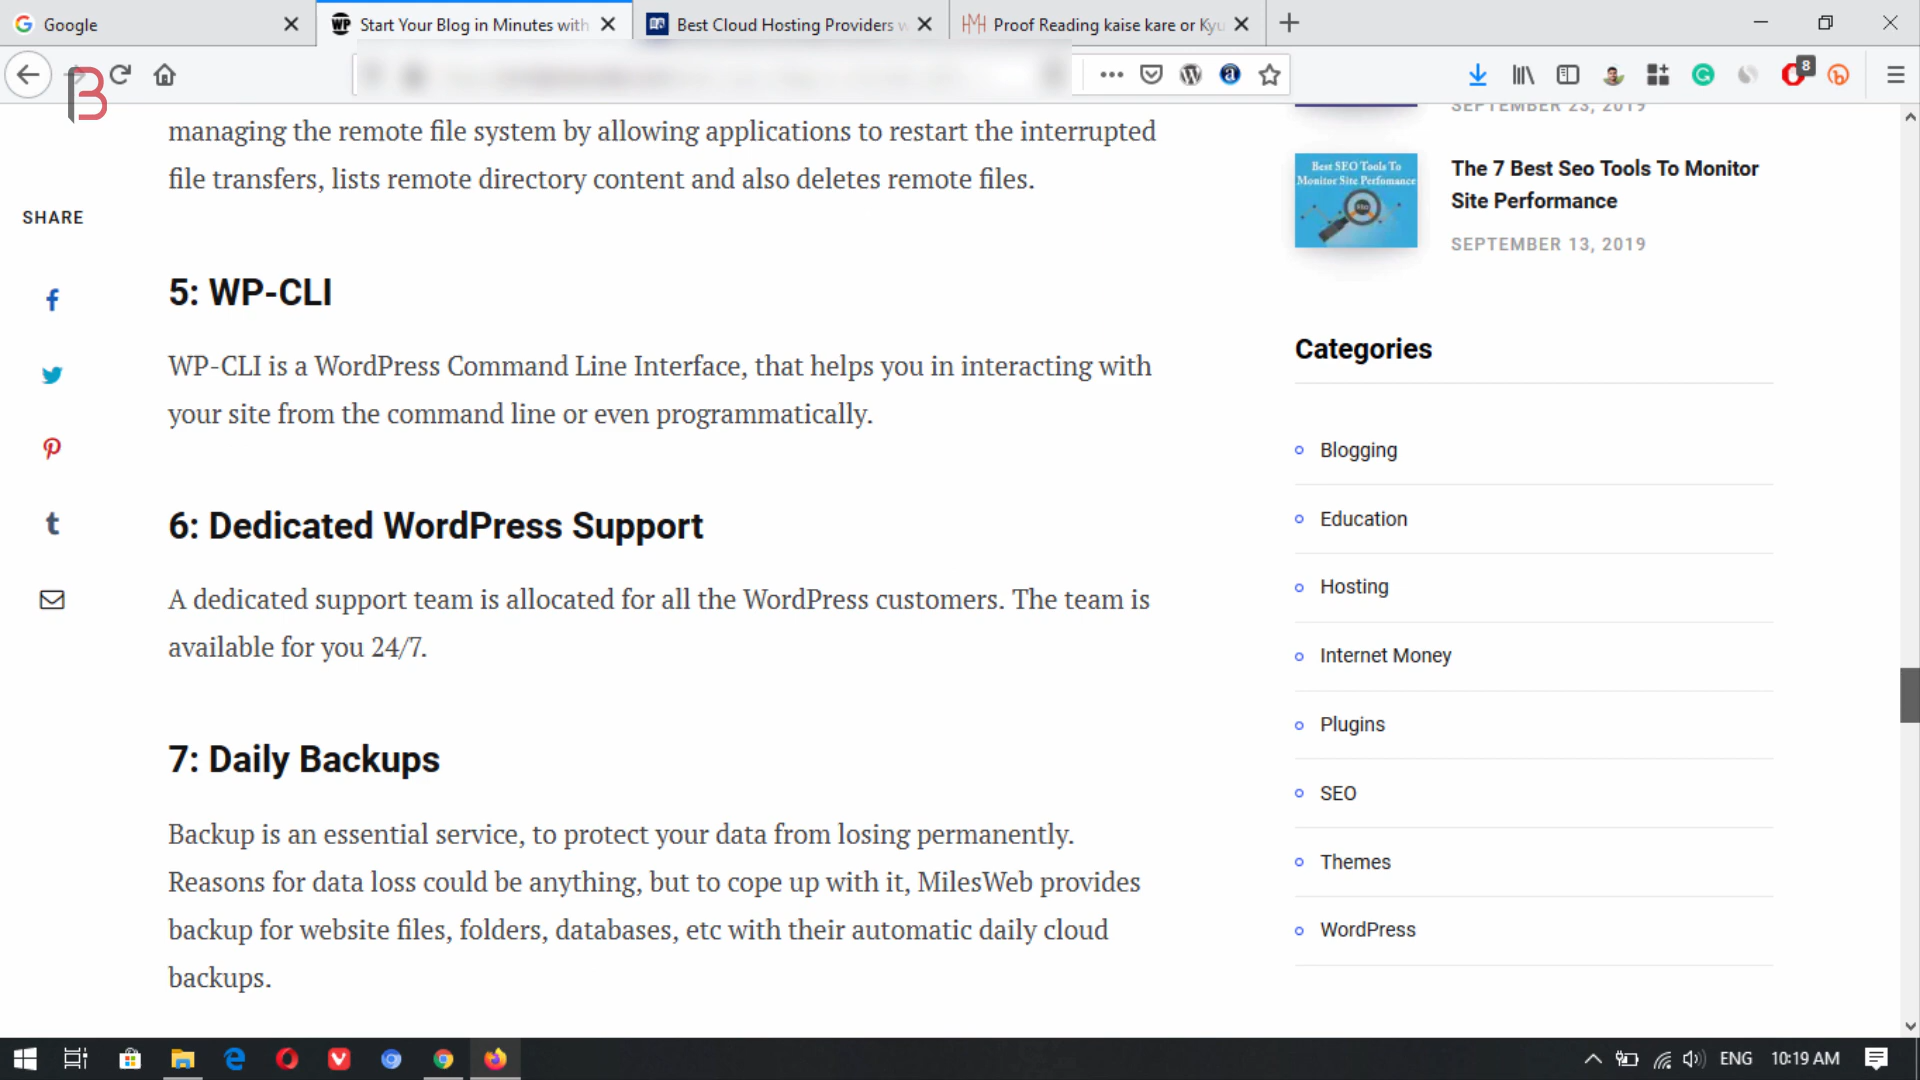 Google
Start Your Blog in Minutes with
Best Cloud Hosting Providers w
Proof Reading kaise kare or Kyu
8
managing the remote file system by allowing applications to restart the interrupted
file transfers, lists remote directory content and also deletes remote files.
SHARE
5: WP-CLI
WP-CLI is a WordPress Command Line Interface, that helps you in interacting with
your site from the command line or even programmatically.
6: Dedicated WordPress Support
A dedicated support team is allocated for all the WordPress customers. The team is
available for you 24/7.
7: Daily Backups
Backup is an essential service, to protect your data from losing permanently.
Reasons for data loss could be anything, but to cope up with it, MilesWeb provides
backup for website files, folders, databases, etc with their automatic daily cloud
backups.
SEPTEMBER 23, 2019
Best SEO Tools To
Monitor Site Perfomance
The 7 Best Seo Tools To Monitor
Site Performance
SEPTEMBER 13, 2019
Categories
Blogging
Education
Hosting
Internet Money
Plugins
SEO
Themes
WordPress
ENG
10:19 AM